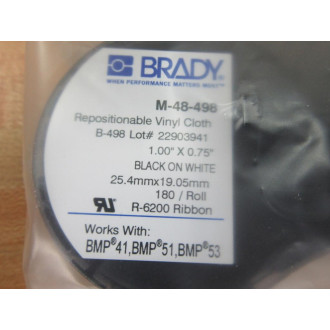 BRADY
WHEN PERFORMANCE MATTERS MOST™
M-48-498
Repositionable Vinyl Cloth
B-498 Lot# 22903941
1.00" X 0.75"
BLACK ON WHITE
25.4mmx19.05mm
180 / Roll
R-6200 Ribbon
Works With:
BMP®41,BMP®51,BMP®53